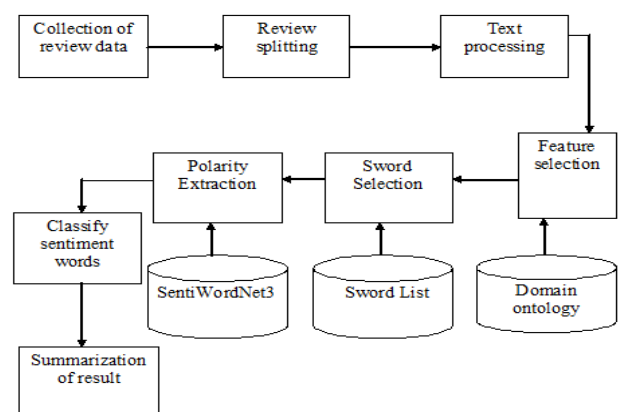 Collection of
review data
Review
splitting
Text
processing
Feature
selection
Sword
Selection
Polarity
Extraction
Classify
sentiment
words
SentiWordNet3
Sword List
Domain
ontology
Summarization
of result